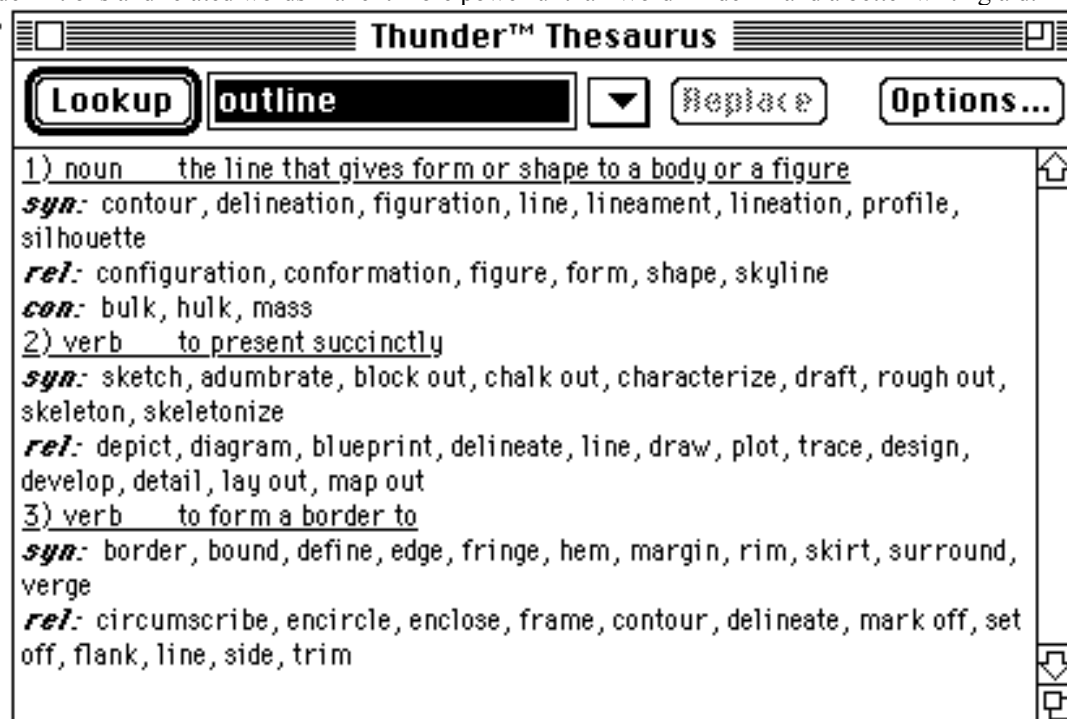 Thunder™ Thesaurus
Lookup
outline
Replace
Options...
1) noun the line that gives form or shape to a body or a figure
syn: contour, delineation, figuration, line, lineament, lineation, profile,
silhouette
rel: configuration, conformation, figure, form, shape, skyline
con: bulk, hulk, mass
2) verb to present succinctly
syn: sketch, adumbrate, block out, chalk out, characterize, draft, rough out,
skeleton, skeletonize
rel: depict, diagram, blueprint, delineate, line, draw, plot, trace, design,
develop, detail, lay out, map out
3) verb to form a border to
syn: border, bound, define, edge, fringe, hem, margin, rim, skirt, surround,
verge
rel: circumscribe, encircle, enclose, frame, contour, delineate, mark off, set
off, flank, line, side, trim